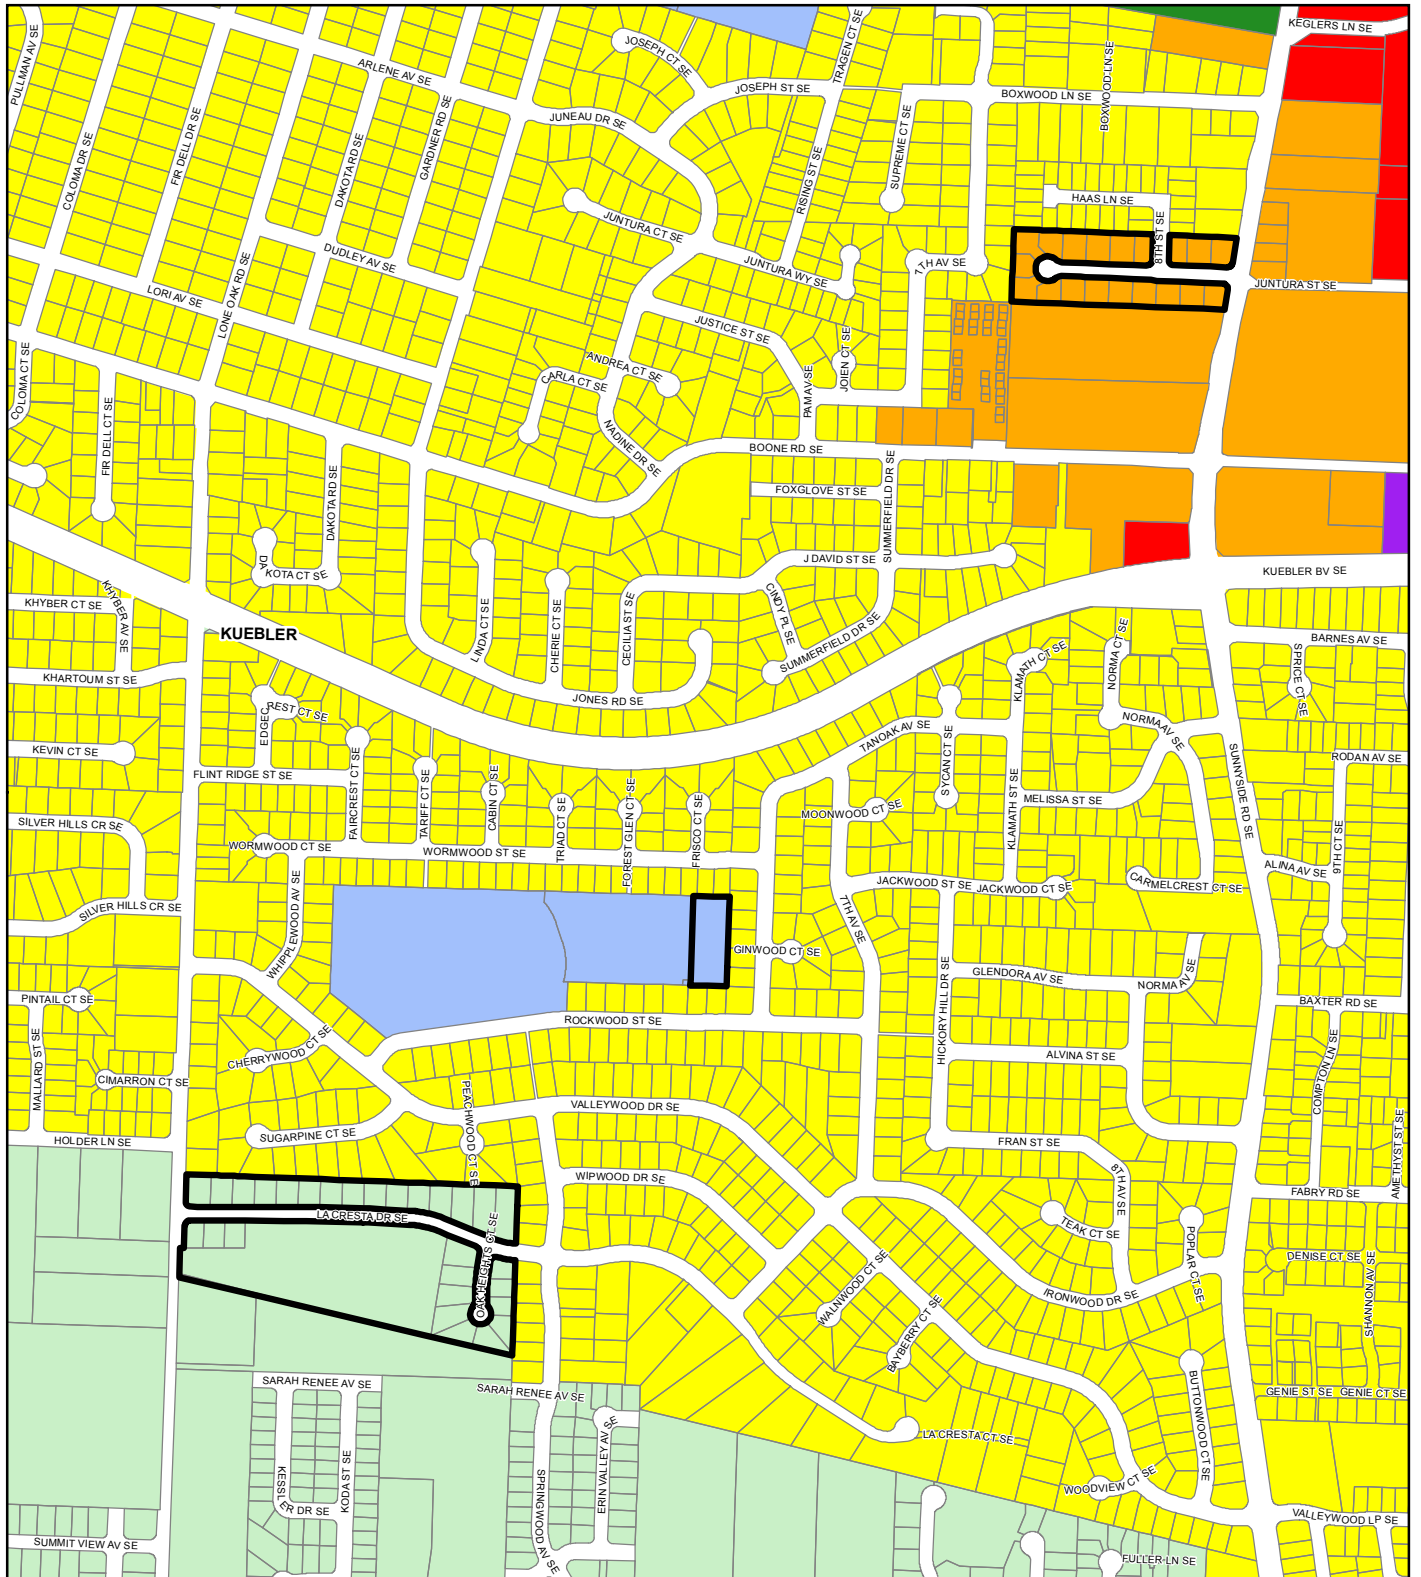 KEGLERS LN SE
PULLMAN AV SE
JOSEPH CT SE
TRAGEN CT SE
ARLENE AV SE
JOSEPH ST SE
BOXWOOD LN SE
BOXWOOD LN SE
JUNEAU DR SE
GARDNER RD SE
FIR DELL DR SE
COLOMA DR SE
DAKOTA RD SE
SUPREME CT SE
RISING ST SE
HAAS LN SE
8TH ST SE
JUNTURA CT SE
JUNTURA WY SE
7TH AV SE
DUDLEY AV SE
JUNTURA ST SE
LORI AV SE
LONE OAK RD SE
JUSTICE ST SE
ANDREA CT SE
CARLA CT SE
JOIEN CT SE
PAM AV SE
COLOMA CT SE
FIR DELL CT SE
NADINE DR SE
BOONE RD SE
DAKOTA RD SE
FOXGLOVE ST SE
SUMMERFIELD DR SE
DA
KOTA CT SE
J DAVID ST SE
KUEBLER BV SE
KHYBER CT SE
KHYBER AV SE
KUEBLER
LINDA CT SE
CHERIE CT SE
CECILIA ST SE
CINDY PL SE
SUMMERFIELD DR SE
BARNES AV SE
SPRICE CT SE
NORMA CT SE
KLAMATH CT SE
KHARTOUM ST SE
JONES RD SE
EDGEC
REST CT SE
TANOAK AV SE
NORMA AV SE
KEVIN CT SE
FLINT RIDGE ST SE
FAIRCREST CT SE
TARIFF CT SE
CABIN CT SE
TRIAD CT SE
FOREST GLEN CT SE
FRISCO CT SE
SYCAN CT SE
KLAMATH ST SE
SUNNYSIDE RD SE
RODAN AV SE
MOONWOOD CT SE
MELISSA ST SE
SILVER HILLS CR SE
WORMWOOD CT SE
WORMWOOD ST SE
9TH CT SE
ALINA AV SE
JACKWOOD ST SE
JACKWOOD CT SE
CARMELCREST CT SE
SILVER HILLS CR SE
WHIPPLEWOOD AV SE
7TH AV SE
GINWOOD CT SE
HICKORY HILL DR SE
GLENDORA AV SE
NORMA AV SE
PINTAIL CT SE
BAXTER RD SE
ROCKWOOD ST SE
MALLARD ST SE
CHERRYWOOD CT SE
ALVINA ST SE
COMPTON LN SE
CIMARRON CT SE
PEACHWOOD CT SE
VALLEYWOOD DR SE
HOLDER LN SE
SUGARPINE CT SE
FRAN ST SE
AMETHYST ST SE
8TH AV SE
WIPWOOD DR SE
FABRY RD SE
LA CRESTA DR SE
OAK HEIGHTS CT SE
TEAK CT SE
POPLAR CT SE
DENISE CT SE
SHANNON AV SE
WALNWOOD CT SE
IRONWOOD DR SE
BAYBERRY CT SE
SARAH RENEE AV SE
SARAH RENEE AV SE
BUTTONWOOD CT SE
GENIE ST SE
GENIE CT SE
ERIN VALLEY AV SE
LA CRESTA CT SE
KESSL
ER DR SE
KODA ST SE
SPRINGWOOD AV SE
WOODVIEW CT SE
VALLEYWOOD LP SE
SUMMIT VIEW AV SE
FULLER LN SE